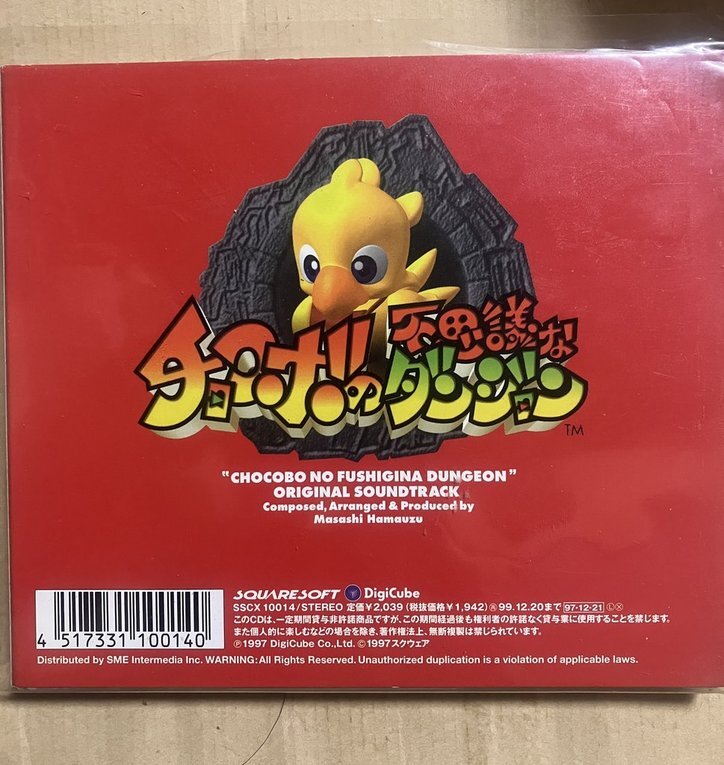 チョコボの
不思議な
ダンジョン
TM
"CHOCOBO NO FUSHIGINA DUNGEON"
ORIGINAL SOUNDTRACK
Composed, Arranged & Produced by
Masashi Hamauzu
4 517331 100140
SQUARESOFT DigiCube
SSCX 10014/STEREO 定価¥2,039 (税抜価格¥1,942) Ⓡ 99.12.20まで 97・12・21 Ⓛ Ⓧ
このCDは、一定期間貸与非許諾商品ですが、この期間経過後も権利者の許諾なく貸与業に使用することを禁じます。
また個人的に楽しむなどの場合を除き、著作権法上、無断複製は禁じられています。
Ⓟ1997 DigiCube Co., Ltd. ©1997スクウェア
Distributed by SME Intermedia Inc. WARNING: All Rights Reserved. Unauthorized duplication is a violation of applicable laws.